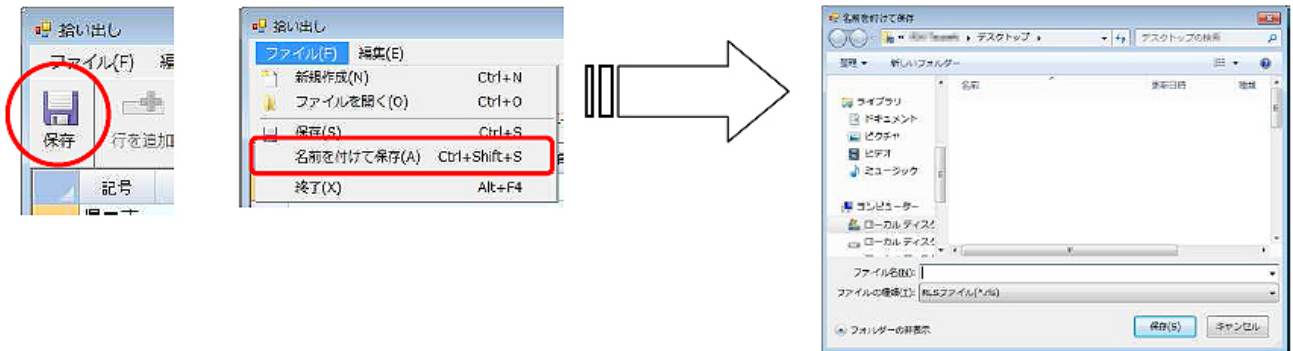 拾い出し
ファイル(F) 編
保存
行を追加
記号
拾い出し
ファイル(F) 編集(E)
新規作成(N) Ctrl+N
ファイルを開く(O) Ctrl+O
保存(S) Ctrl+S
名前を付けて保存(A) Ctrl+Shift+S
終了(X) Alt+F4
名前を付けて保存
デスクトップ デスクトップの検索
整理 新しいフォルダー
名前 更新日時 種類
ライブラリ
ドキュメント
ピクチャ
ビデオ
ミュージック
コンピューター
ローカル ディスク
ローカル ディスク
ファイル名(N):
ファイルの種類(T): RLSファイル(*.rls)
フォルダーの非表示 保存(S) キャンセル